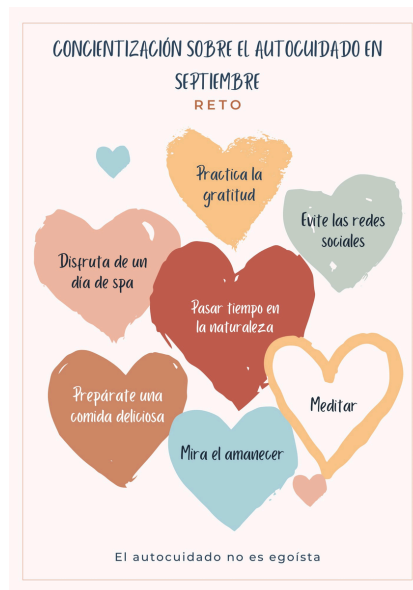 CONCIENTIZACIÓN SOBRE EL AUTOCUIDADO EN
SEPTIEMBRE
RETO
Practica la
gratitud
Evite las redes
sociales
Disfruta de un
día de spa
Pasar tiempo en
la naturaleza
Prepárate una
comida deliciosa
Meditar
Mira el amanecer
El autocuidado no es egoísta